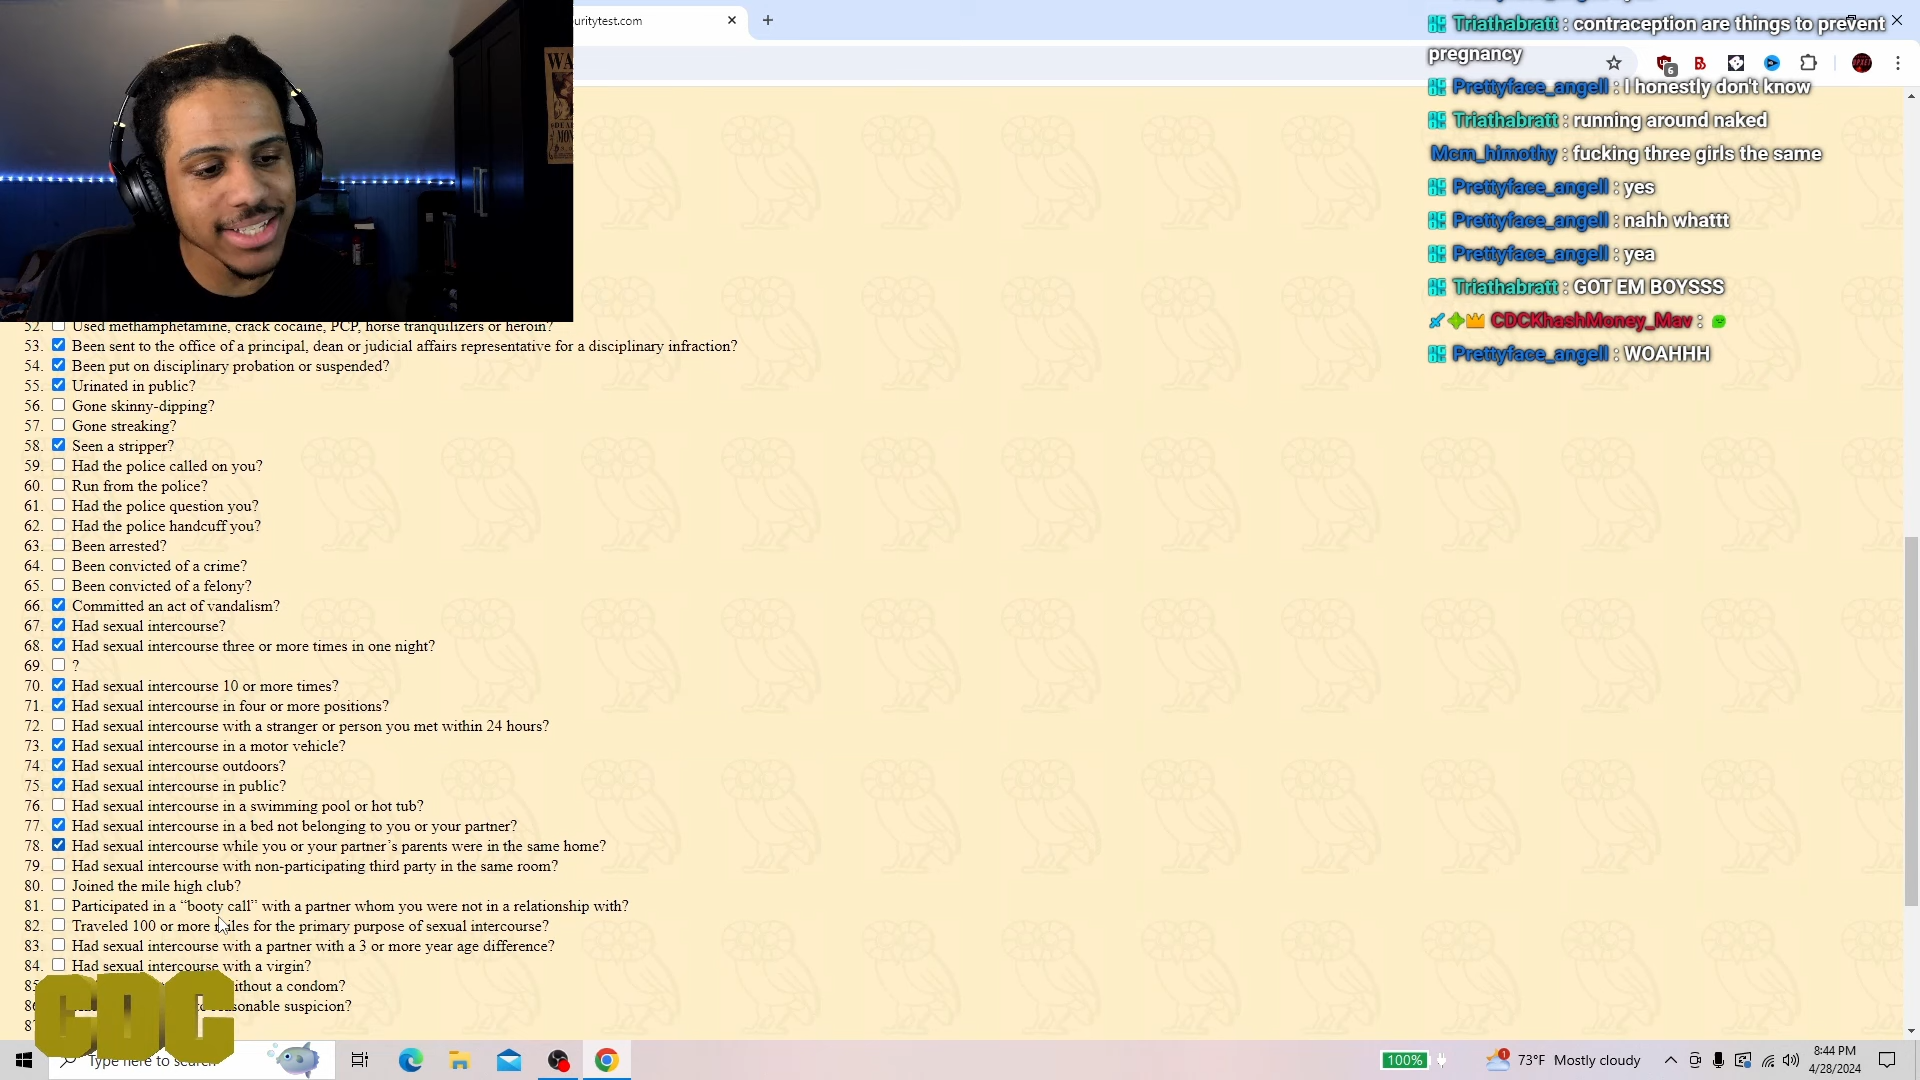 uritytest.com
WA
Triathabratt : contraception are things to prevent
pregnancy
Prettyface_angell : I honestly don't know
Triathabratt : running around naked
Mcm_himothy : fucking three girls the same
Prettyface_angell : yes
Prettyface_angell : nahh whattt
Prettyface_angell : yea
Triathabratt : GOT EM BOYSSS
CDCKhashMoney_Mav :
Prettyface_angell : WOAHHH
6
52. Used methamphetamine, crack cocaine, PCP, horse tranquilizers or heroin?
53. Been sent to the office of a principal, dean or judicial affairs representative for a disciplinary infraction?
54. Been put on disciplinary probation or suspended?
55. Urinated in public?
56. Gone skinny-dipping?
57. Gone streaking?
58. Seen a stripper?
59. Had the police called on you?
60. Run from the police?
61. Had the police question you?
62. Had the police handcuff you?
63. Been arrested?
64. Been convicted of a crime?
65. Been convicted of a felony?
66. Committed an act of vandalism?
67. Had sexual intercourse?
68. Had sexual intercourse three or more times in one night?
69. ?
70. Had sexual intercourse 10 or more times?
71. Had sexual intercourse in four or more positions?
72. Had sexual intercourse with a stranger or person you met within 24 hours?
73. Had sexual intercourse in a motor vehicle?
74. Had sexual intercourse outdoors?
75. Had sexual intercourse in public?
76. Had sexual intercourse in a swimming pool or hot tub?
77. Had sexual intercourse in a bed not belonging to you or your partner?
78. Had sexual intercourse while you or your partner’s parents were in the same home?
79. Had sexual intercourse with non-participating third party in the same room?
80. Joined the mile high club?
81. Participated in a “booty call” with a partner whom you were not in a relationship with?
82. Traveled 100 or more miles for the primary purpose of sexual intercourse?
83. Had sexual intercourse with a partner with a 3 or more year age difference?
84. Had sexual intercourse with a virgin?
85 ithout a condom?
86 sonable suspicion?
87
CDC
Type here to search
100%
1
73°F Mostly cloudy
8:44 PM
4/28/2024